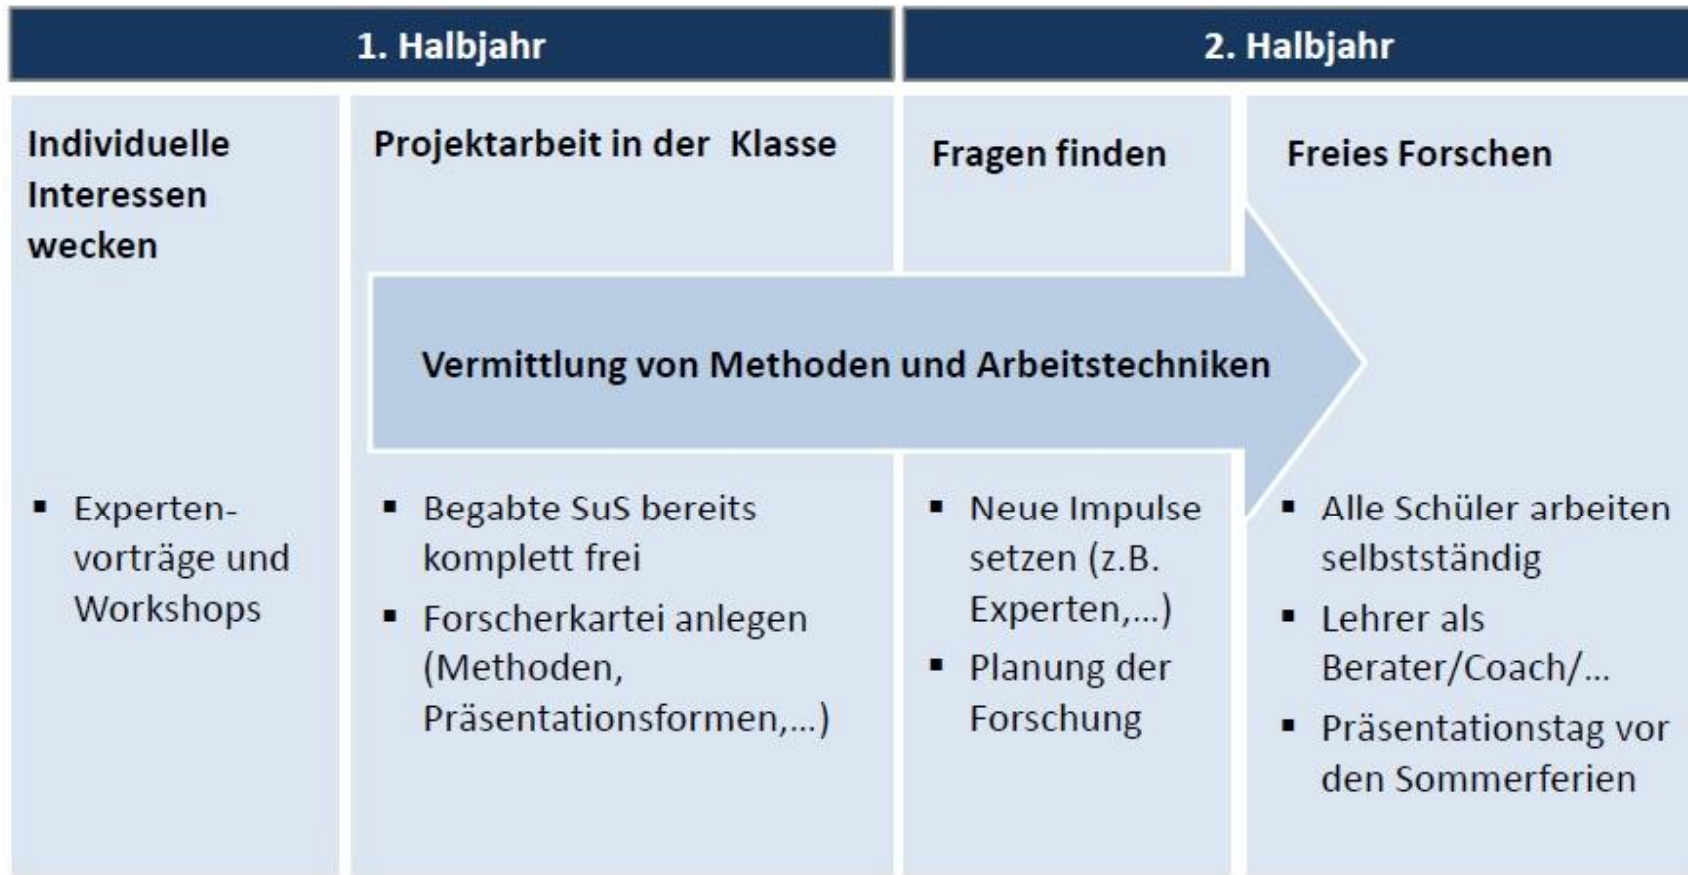 1. Halbjahr
2. Halbjahr
Individuelle
Interessen
wecken
Projektarbeit in der Klasse
Fragen finden
Freies Forschen
Vermittlung von Methoden und Arbeitstechniken
▪ Experten-
vorträge und
Workshops
▪ Begabte SuS bereits
komplett frei
▪ Forscherkartei anlegen
(Methoden,
Präsentationsformen,...)
▪ Neue Impulse
setzen (z.B.
Experten,...)
▪ Planung der
Forschung
▪ Alle Schüler arbeiten
selbstständig
▪ Lehrer als
Berater/Coach/...
▪ Präsentationstag vor
den Sommerferien